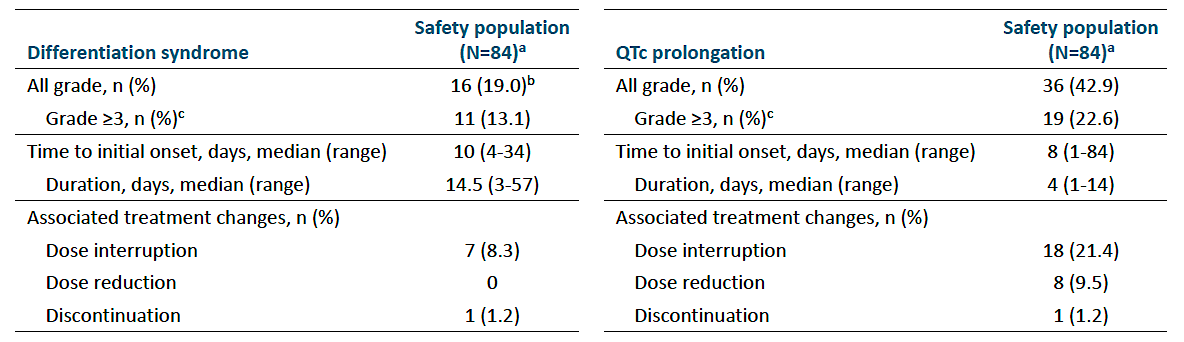 Differentiation syndrome Safety population (N=84)ᵃ
All grade, n (%) 16 (19.0)ᵇ
Grade ≥3, n (%)ᶜ 11 (13.1)
Time to initial onset, days, median (range) 10 (4-34)
Duration, days, median (range) 14.5 (3-57)
Associated treatment changes, n (%)
Dose interruption 7 (8.3)
Dose reduction 0
Discontinuation 1 (1.2)
QTc prolongation Safety population (N=84)ᵃ
All grade, n (%) 36 (42.9)
Grade ≥3, n (%)ᶜ 19 (22.6)
Time to initial onset, days, median (range) 8 (1-84)
Duration, days, median (range) 4 (1-14)
Associated treatment changes, n (%)
Dose interruption 18 (21.4)
Dose reduction 8 (9.5)
Discontinuation 1 (1.2)